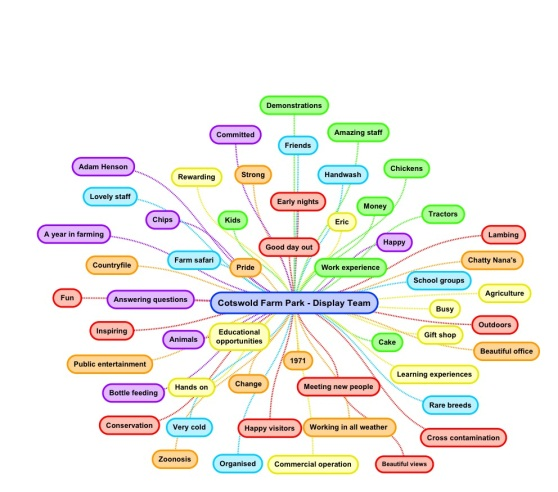 Demonstrations
Committed
Amazing staff
Friends
Adam Henson
Rewarding
Strong
Handwash
Chickens
Lovely staff
Early nights
Money
Chips
Kids
Eric
Tractors
A year in farming
Good day out
Happy
Lambing
Farm safari
Countryfile
Pride
Work experience
Chatty Nana's
School groups
Fun
Answering questions
Cotswold Farm Park - Display Team
Agriculture
Busy
Inspiring
Animals
Educational
opportunities
Gift shop
Outdoors
Cake
Beautiful office
Public entertainment
1971
Learning experiences
Bottle feeding
Hands on
Change
Meeting new people
Rare breeds
Conservation
Very cold
Happy visitors
Working in all weather
Cross contamination
Zoonosis
Organised
Commercial operation
Beautiful views